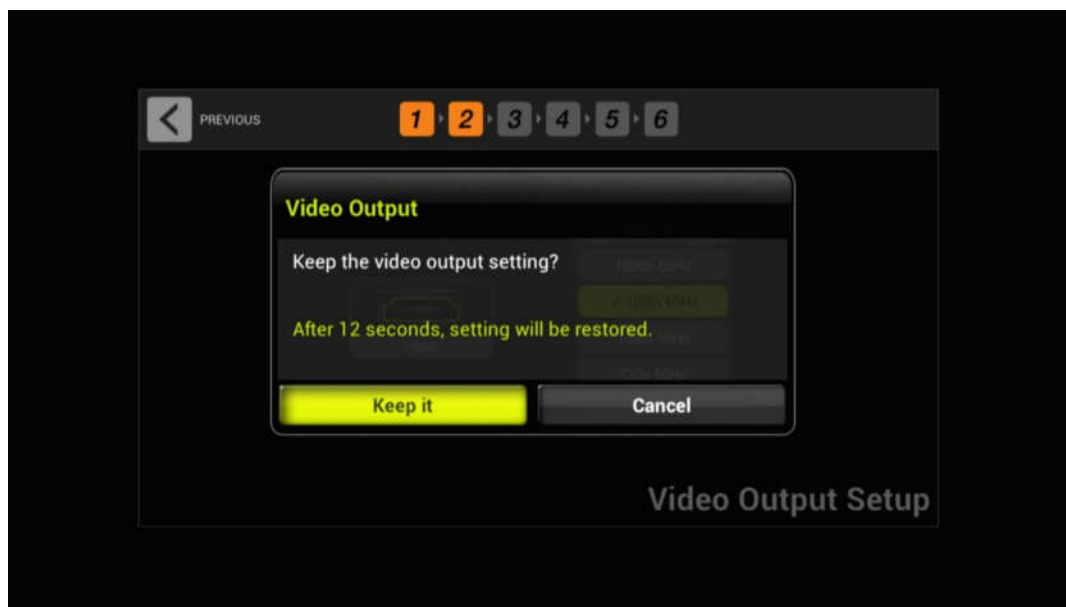 PREVIOUS
1 2 3 4 5 6
Video Output
Keep the video output setting?
After 12 seconds, setting will be restored.
Keep it
Cancel
Video Output Setup